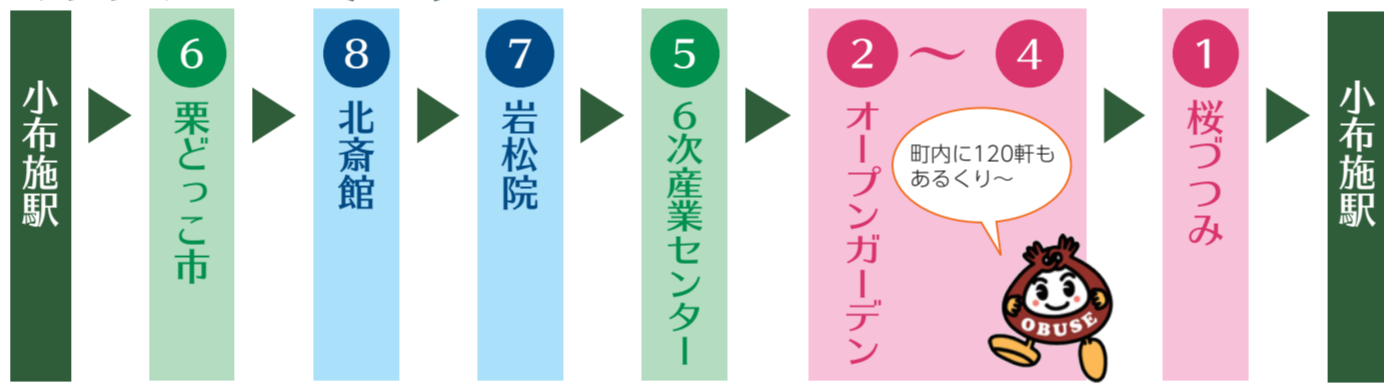 小布施駅
6
栗どっこ市
8
北斎館
7
岩松院
5
6次産業センター
2～4
オープンガーデン
町内に120軒も
あるくり～
OBUSE
1
桜づつみ
小布施駅